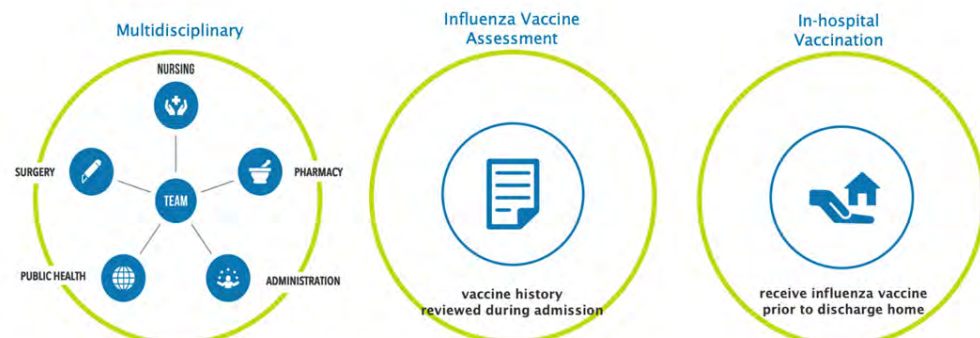 Multidisciplinary
NURSING
SURGERY
PHARMACY
TEAM
PUBLIC HEALTH
ADMINISTRATION
Influenza Vaccine
Assessment
vaccine history
reviewed during admission
In-hospital
Vaccination
receive influenza vaccine
prior to discharge home